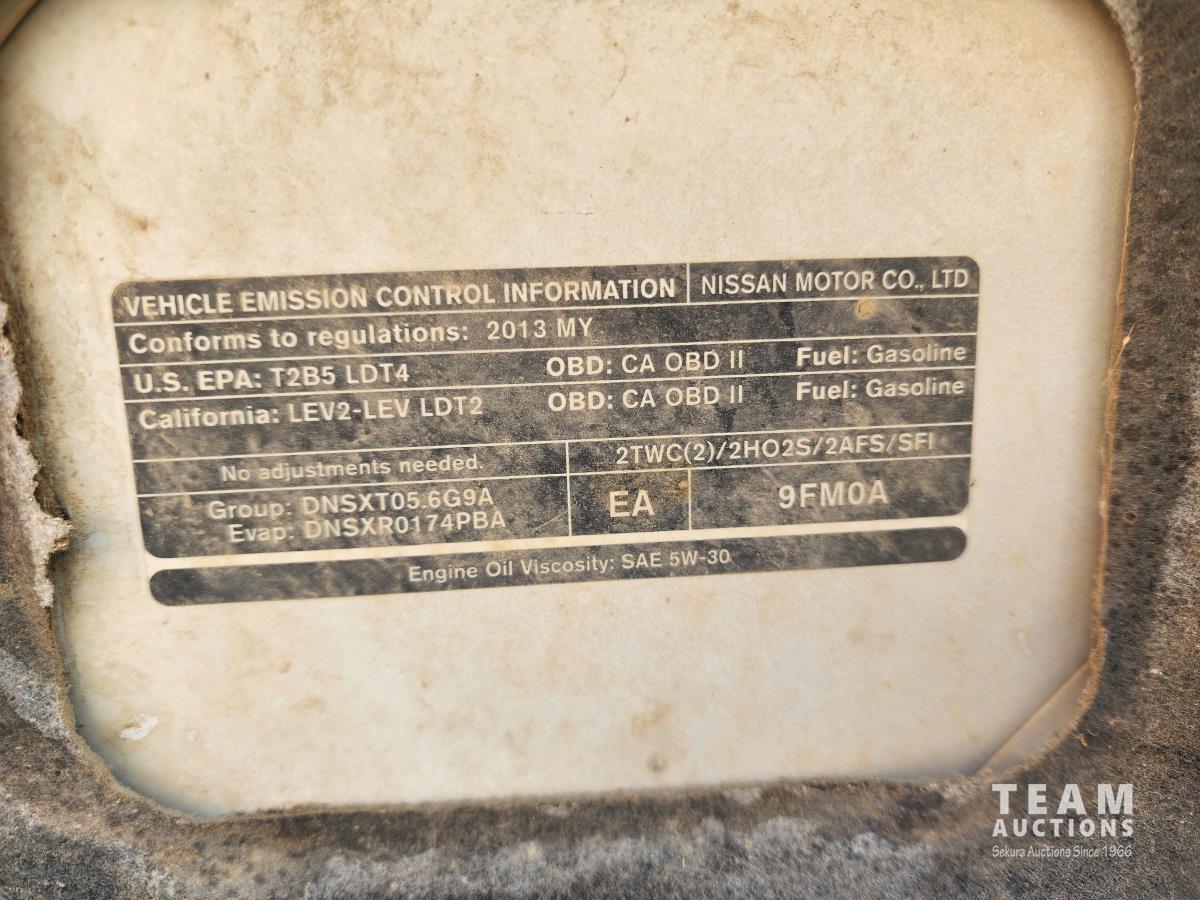 VEHICLE EMISSION CONTROL INFORMATION NISSAN MOTOR CO., LTD
Conforms to regulations: 2013 MY
U.S. EPA: T2B5 LDT4 OBD: CA OBD II Fuel: Gasoline
California: LEV2-LEV LDT2 OBD: CA OBD II Fuel: Gasoline
No adjustments needed. 2TWC(2)/2HO2S/2AFS/SFI
Group: DNSXT05.6G9A EA 9FM0A
Evap: DNSXR0174PBA
Engine Oil Viscosity: SAE 5W-30
TEAM
AUCTIONS
Sekura Auctions Since 1966